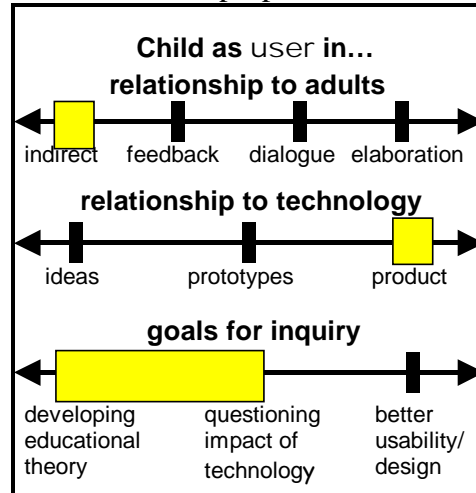 Child as user in…
relationship to adults
indirect feedback dialogue elaboration
relationship to technology
ideas prototypes product
goals for inquiry
developing questioning better
educational impact of usability/
theory technology design